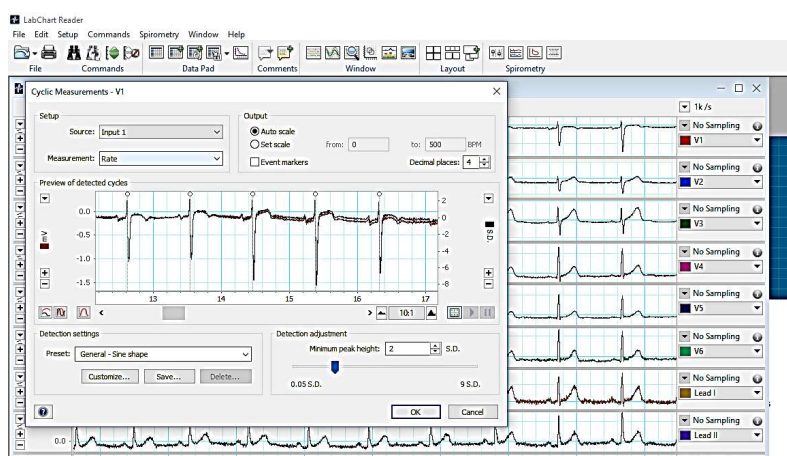 LabChart Reader
File Edit Setup Commands Spirometry Window Help
File Commands Data Pad Comments Window Layout Spirometry
Cyclic Measurements - V1
Setup
Source: Input 1
Measurement: Rate
Output
Auto scale
Set scale from: 0 to: 500 BPM
Event markers Decimal places: 4
Preview of detected cycles
0.0
-0.5
-1.0
-1.5
mV
2
0
-2
-4
-6
-8
S.D.
13 14 15 16 17
10:1
Detection settings
Preset: General - Sine shape
Customize... Save... Delete...
Detection adjustment
Minimum peak height: 2 S.D.
0.05 S.D. 9 S.D.
OK Cancel
1k /s
No Sampling
V1
No Sampling
V2
No Sampling
V3
No Sampling
V4
No Sampling
V5
No Sampling
V6
No Sampling
Lead I
No Sampling
Lead II
0.0